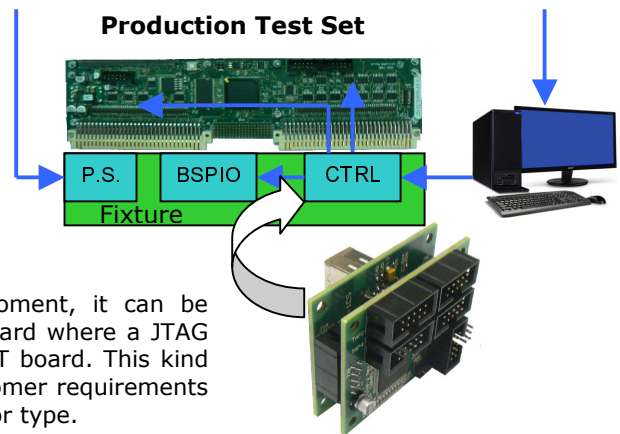 Production Test Set
P.S. BSPIO CTRL
Fixture
oment, it can be
ard where a JTAG
T board. This kind
omer requirements
or type.